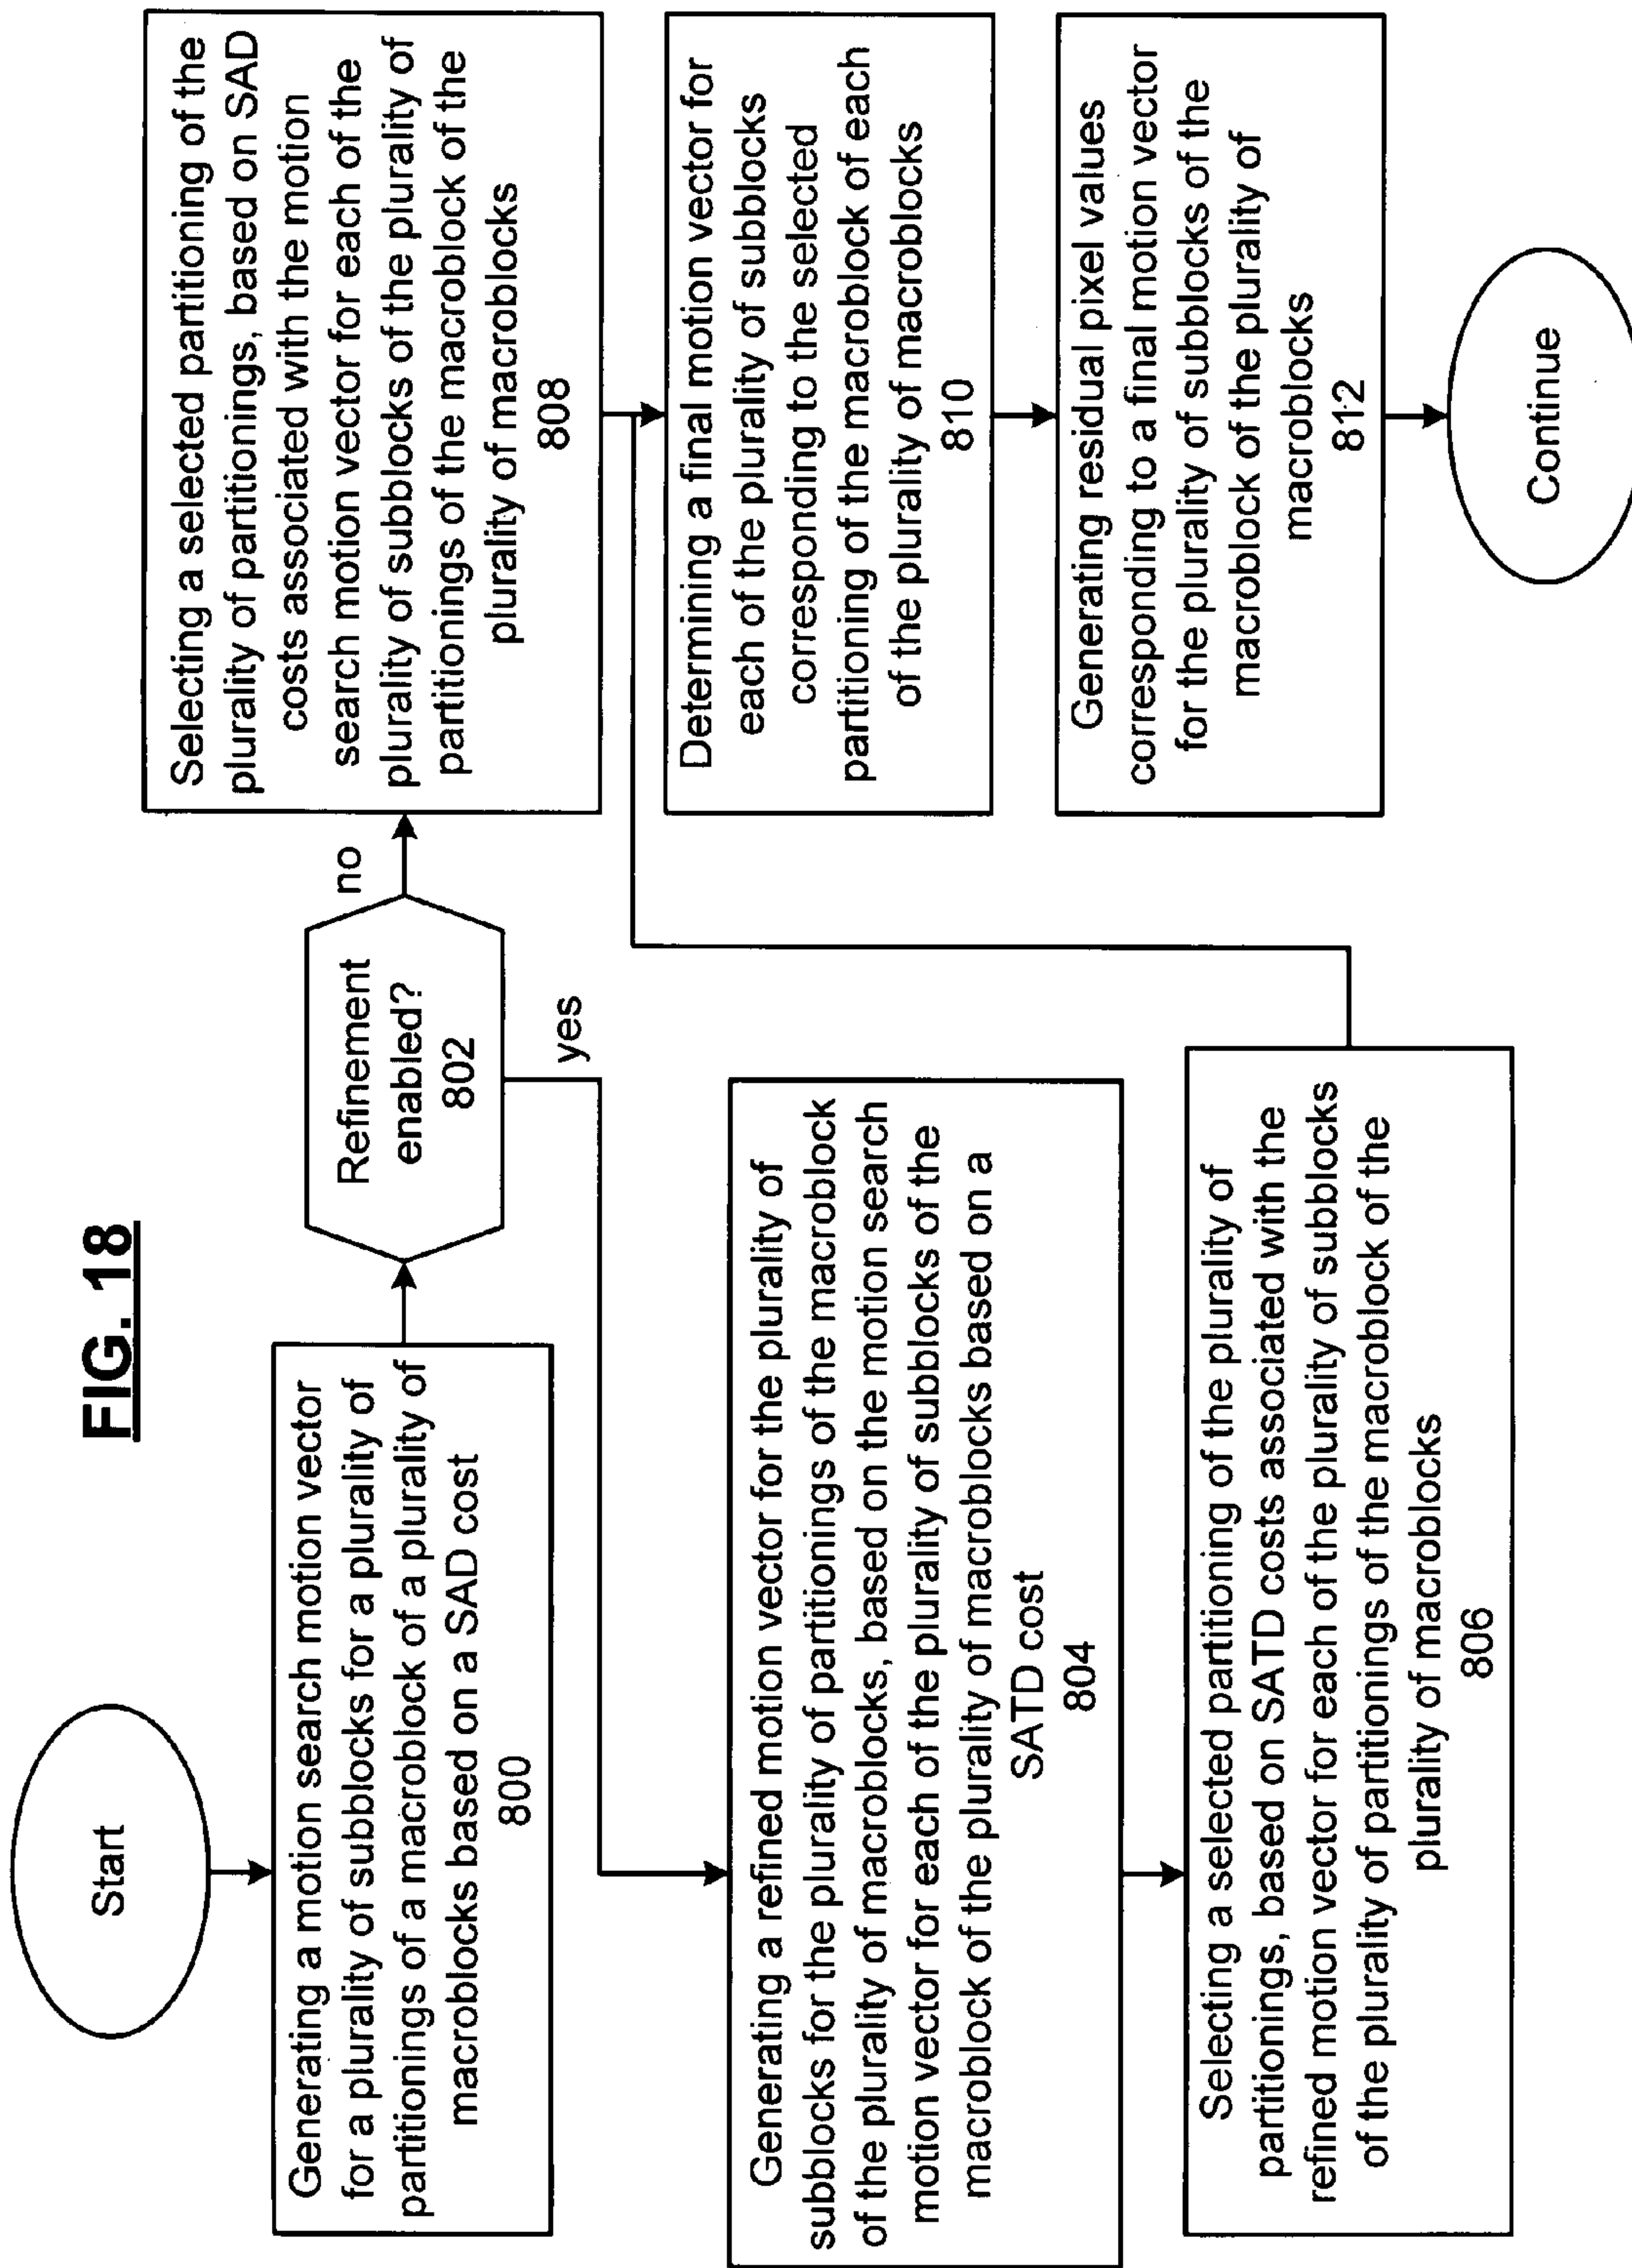 FIG. 18
Start
Generating a motion search motion vector
for a plurality of subblocks for a plurality of
partitionings of a macroblock of a plurality of
macroblocks based on a SAD cost
800
Refinement
enabled?
802
no
yes
Generating a refined motion vector for the plurality of
subblocks for the plurality of partitionings of the macroblock
of the plurality of macroblocks, based on the motion search
motion vector for each of the plurality of subblocks of the
macroblock of the plurality of macroblocks based on a
SATD cost
804
Selecting a selected partitioning of the plurality of
partitionings, based on SATD costs associated with the
refined motion vector for each of the plurality of subblocks
of the plurality of partitionings of the macroblock of the
plurality of macroblocks
806
Selecting a selected partitioning of the
plurality of partitionings, based on SAD
costs associated with the motion
search motion vector for each of the
plurality of subblocks of the plurality of
partitionings of the macroblock of the
plurality of macroblocks
808
Determining a final motion vector for
each of the plurality of subblocks
corresponding to the selected
partitioning of the macroblock of each
of the plurality of macroblocks
810
Generating residual pixel values
corresponding to a final motion vector
for the plurality of subblocks of the
macroblock of the plurality of
macroblocks
812
Continue